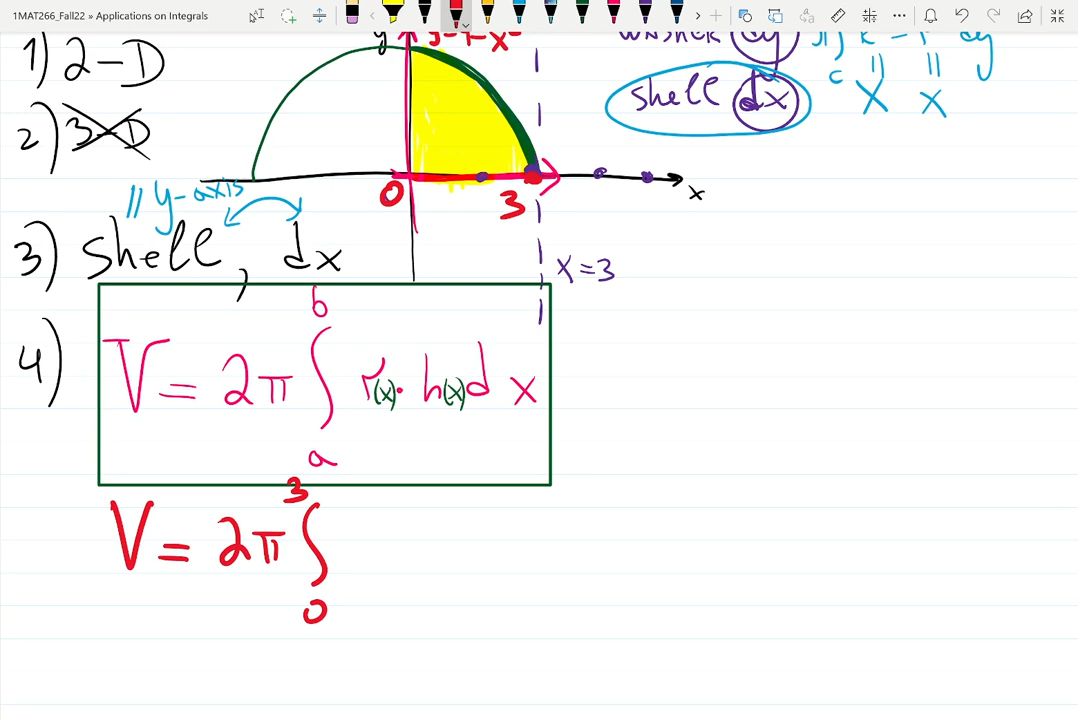 1MAT266_Fall22 » Applications on Integrals
1) 2-D
2) 3-D
y
dy
shell dx
c || ||
x x
0 3 x
|| y-axis
3) shell, dx
x = 3
4)
b
V = 2π ∫ r(x) · h(x) d x
a
3
V = 2π ∫
0